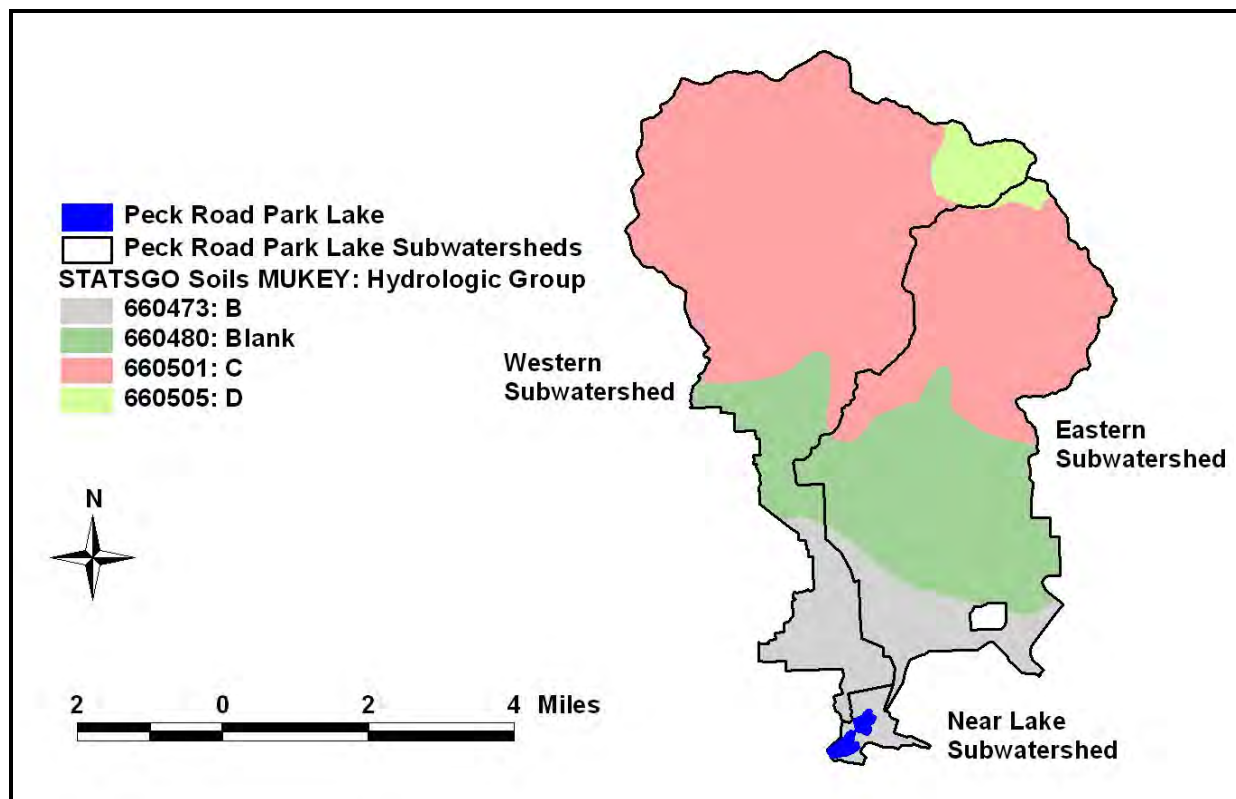 Peck Road Park Lake
Peck Road Park Lake Subwatersheds
STATSGO Soils MUKEY: Hydrologic Group
660473: B
660480: Blank
660501: C
660505: D
Western
Subwatershed
Eastern
Subwatershed
N
2 0 2 4 Miles
Near Lake
Subwatershed